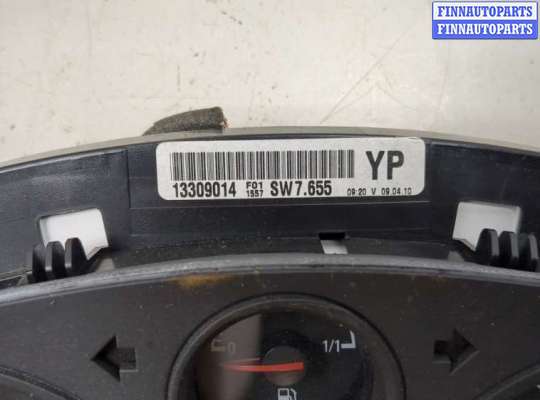 FINNAUTOPARTS
FINNAUTOPARTS
YP
13309014 F01 1557 SW7.655 09:20 V 09.04.10
0 1/1